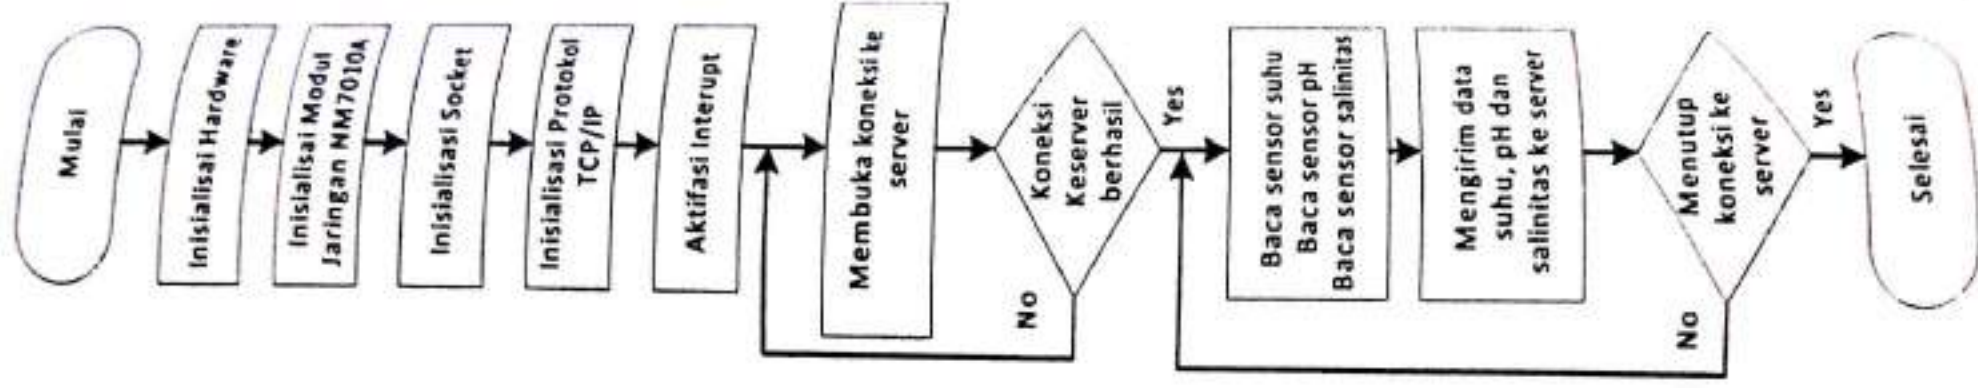 Mulai
Inisialisai Hardware
Inisialisai Modul
Jaringan NM7010A
Inisialisasi Socket
Inisialisasi Protokol
TCP/IP
Aktifasi Interupt
Membuka koneksi ke
server
Koneksi
Keserver
berhasil
No
Yes
Baca sensor suhu
Baca sensor pH
Baca sensor salinitas
Mengirim data
suhu, pH dan
salinitas ke server
Menutup
koneksi ke
server
No
Yes
Selesai